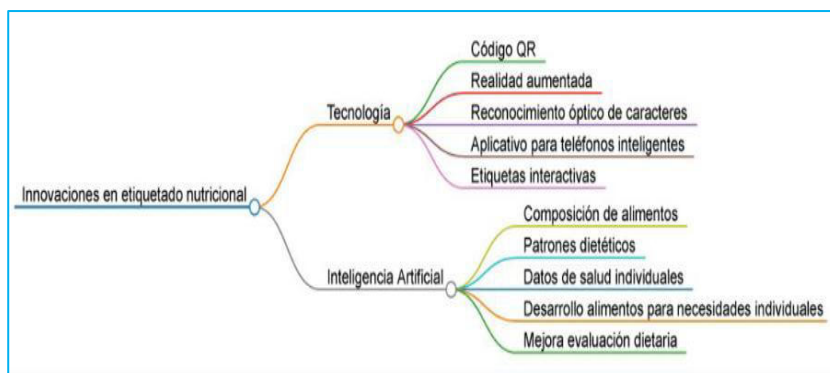 Innovaciones en etiquetado nutricional
Tecnología
Código QR
Realidad aumentada
Reconocimiento óptico de caracteres
Aplicativo para teléfonos inteligentes
Etiquetas interactivas
Inteligencia Artificial
Composición de alimentos
Patrones dietéticos
Datos de salud individuales
Desarrollo alimentos para necesidades individuales
Mejora evaluación dietaria